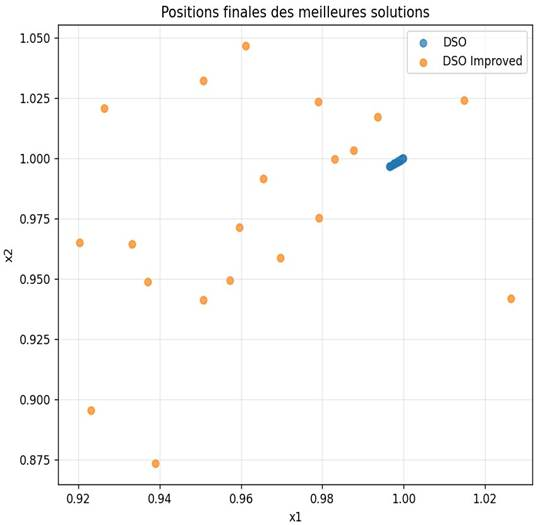 Positions finales des meilleures solutions
DSO
DSO Improved
1.050
1.025
1.000
0.975
0.950
0.925
0.900
0.875
x2
0.92 0.94 0.96 0.98 1.00 1.02
x1